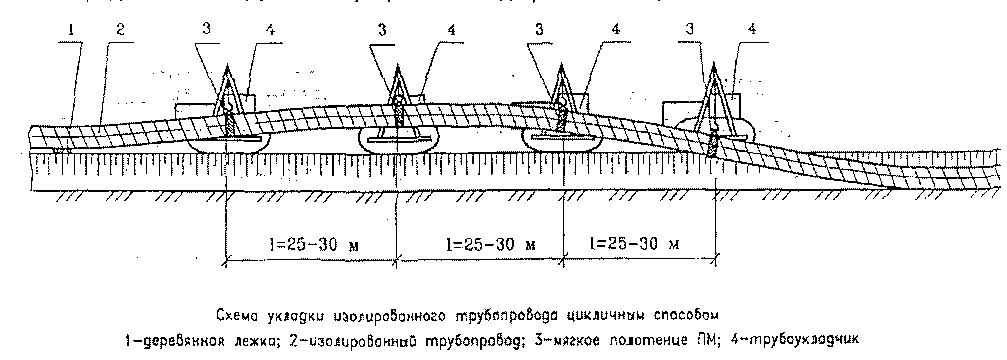 1 2 3 4 3 4 3 4 3 4
l=25-30 м l=25-30 м l=25-30 м
Схема укладки изолированного трубопровода цикличным способом
1-деревянная лежка; 2-изолированный трубопровод; 3-мягкое полотенце ПМ; 4-трубоукладчик